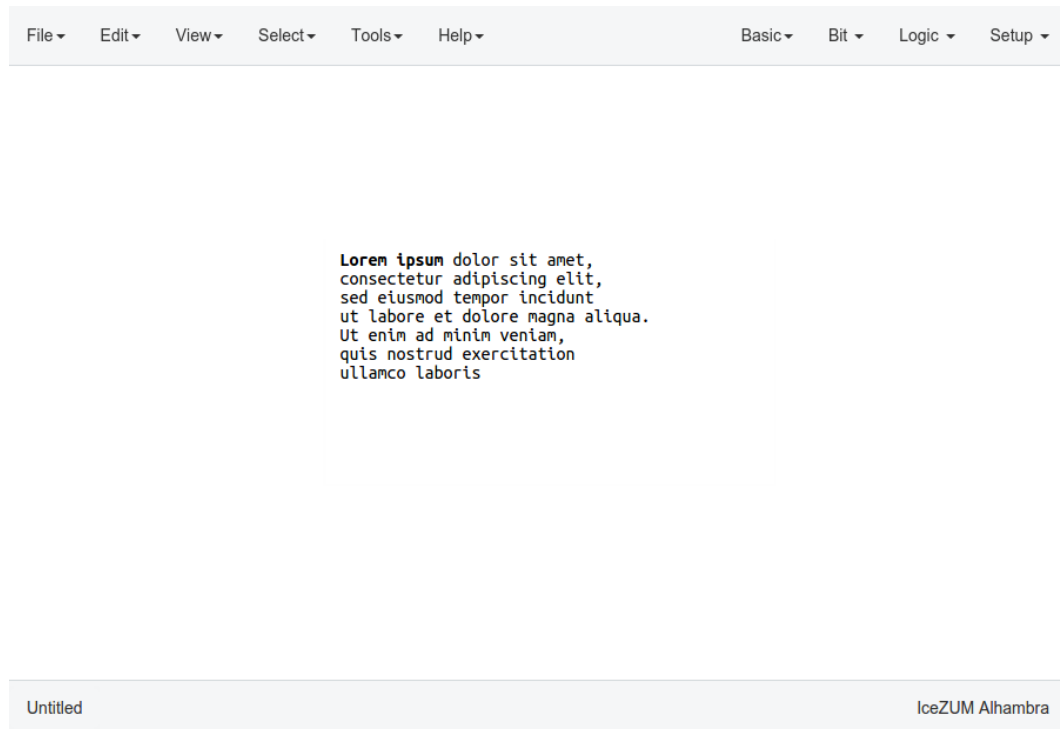 File Edit View Select Tools Help Basic Bit Logic Setup
Lorem ipsum dolor sit amet,
consectetur adipiscing elit,
sed eiusmod tempor incidunt
ut labore et dolore magna aliqua.
Ut enim ad minim veniam,
quis nostrud exercitation
ullamco laboris
Untitled IceZUM Alhambra